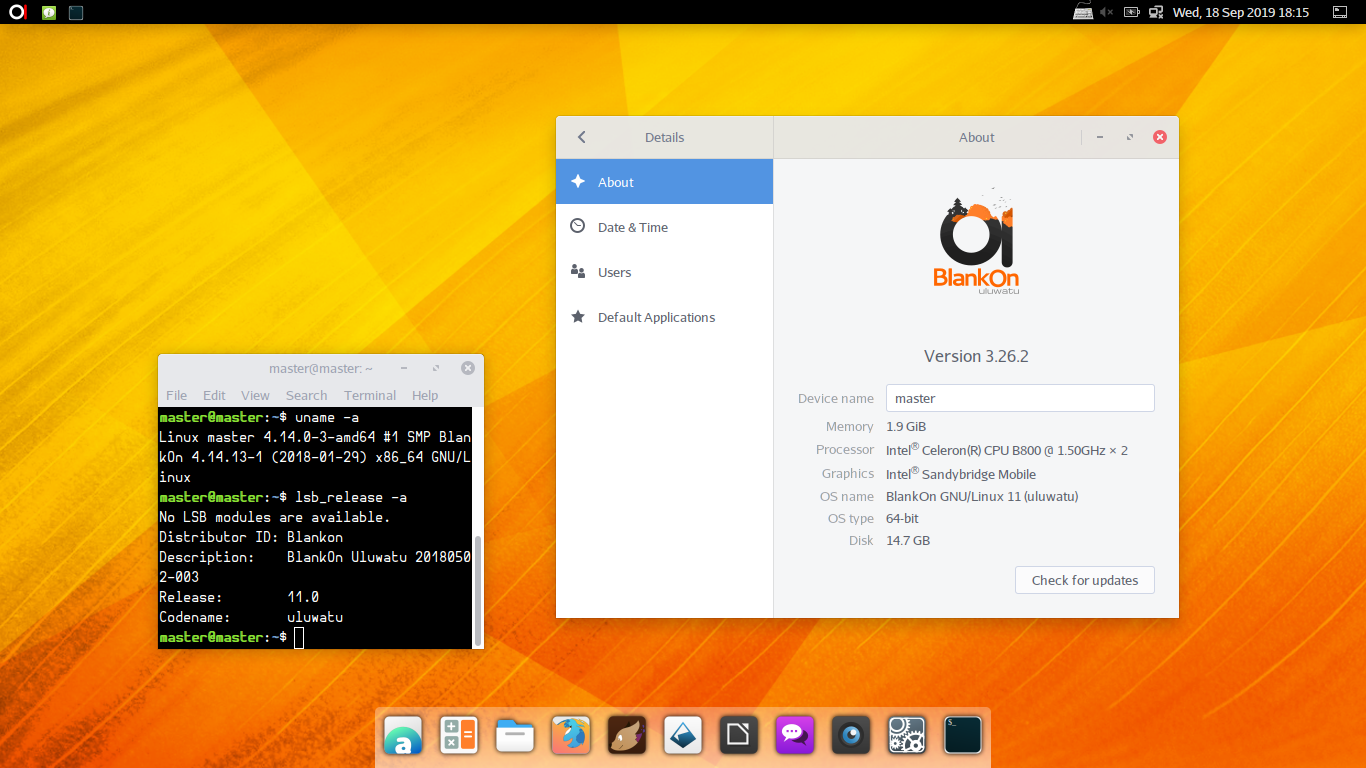 Wed, 18 Sep 2019 18:15
Details
About
About
Date & Time
Users
Default Applications
BlankOn
uluwatu
Version 3.26.2
Device name master
Memory 1.9 GiB
Processor Intel® Celeron(R) CPU B800 @ 1.50GHz × 2
Graphics Intel® Sandybridge Mobile
OS name BlankOn GNU/Linux 11 (uluwatu)
OS type 64-bit
Disk 14.7 GB
Check for updates
master@master: ~
File Edit View Search Terminal Help
master@master:~$ uname -a
Linux master 4.14.0-3-amd64 #1 SMP Blan
kOn 4.14.13-1 (2018-01-29) x86_64 GNU/L
inux
master@master:~$ lsb_release -a
No LSB modules are available.
Distributor ID: Blankon
Description:    BlankOn Uluwatu 2018050
2-003
Release:        11.0
Codename:       uluwatu
master@master:~$
a
$_